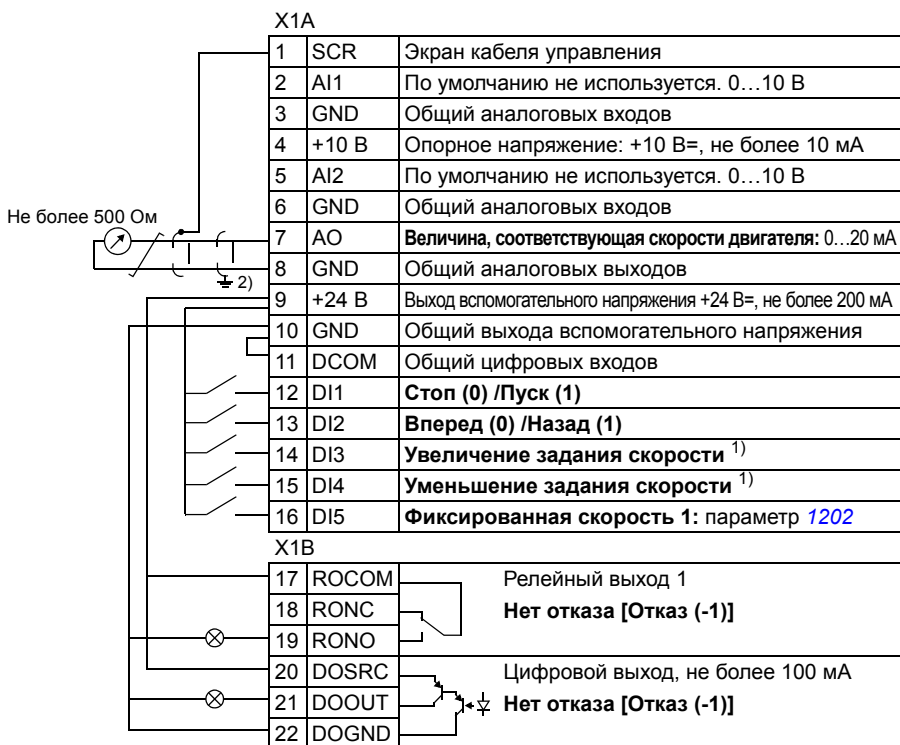 X1A
1 SCR Экран кабеля управления
2 AI1 По умолчанию не используется. 0…10 В
3 GND Общий аналоговых входов
4 +10 В Опорное напряжение: +10 В=, не более 10 мА
5 AI2 По умолчанию не используется. 0…10 В
6 GND Общий аналоговых входов
Не более 500 Ом
7 AO Величина, соответствующая скорости двигателя: 0…20 мА
8 GND Общий аналоговых выходов
2)
9 +24 В Выход вспомогательного напряжения +24 В=, не более 200 мА
10 GND Общий выхода вспомогательного напряжения
11 DCOM Общий цифровых входов
12 DI1 Стоп (0) /Пуск (1)
13 DI2 Вперед (0) /Назад (1)
14 DI3 Увеличение задания скорости 1)
15 DI4 Уменьшение задания скорости 1)
16 DI5 Фиксированная скорость 1: параметр 1202
X1B
17 ROCOM Релейный выход 1
18 RONC Нет отказа [Отказ (-1)]
19 RONO
20 DOSRC Цифровой выход, не более 100 мА
21 DOOUT Нет отказа [Отказ (-1)]
22 DOGND